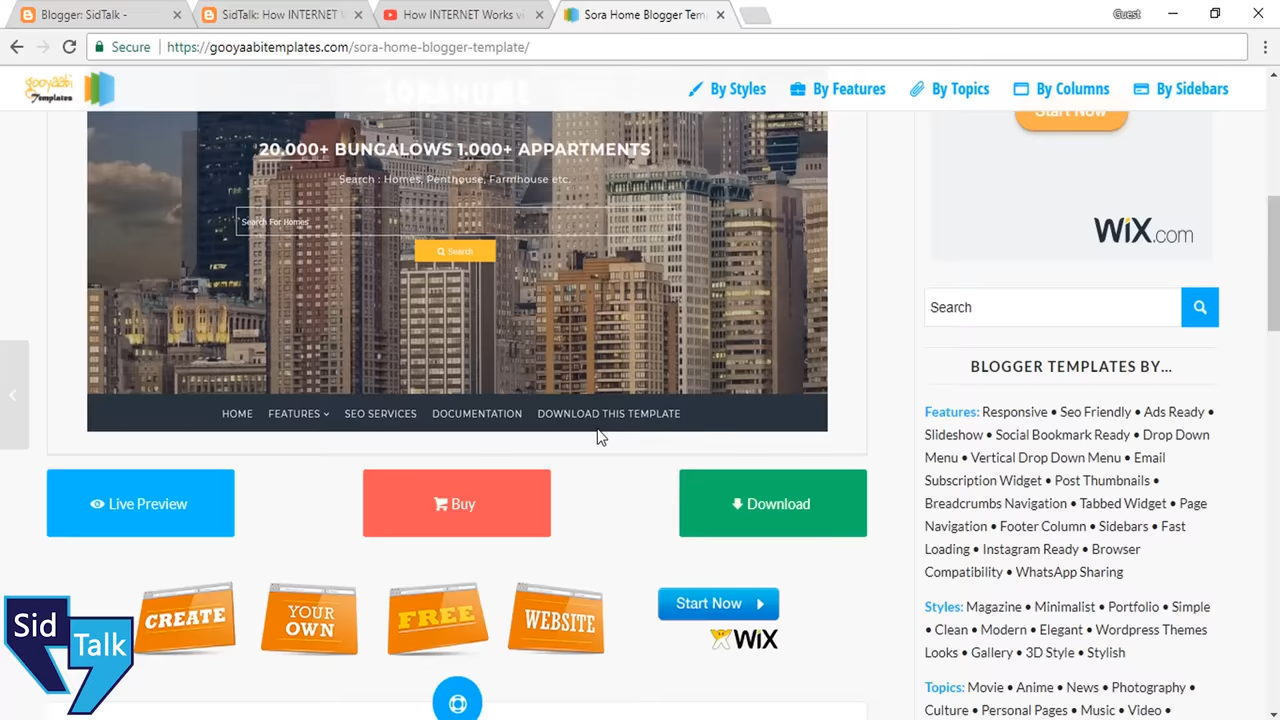 Blogger: SidTalk -
SidTalk: How INTERNET W
How INTERNET Works vi
Sora Home Blogger Temp
Guest
Secure
https://gooyaabitemplates.com/sora-home-blogger-template/
gooyaabi
Templates
By Styles
By Features
By Topics
By Columns
By Sidebars
Start Now
20.000+ BUNGALOWS 1.000+ APPARTMENTS
Search : Homes, Penthouse, Farmhouse etc.
Search For Homes
Search
WiX.com
Search
BLOGGER TEMPLATES BY...
HOME FEATURES SEO SERVICES DOCUMENTATION DOWNLOAD THIS TEMPLATE
Live Preview
Buy
Download
Features: Responsive • Seo Friendly • Ads Ready •
Slideshow • Social Bookmark Ready • Drop Down
Menu • Vertical Drop Down Menu • Email
Subscription Widget • Post Thumbnails •
Breadcrumbs Navigation • Tabbed Widget • Page
Navigation • Footer Column • Sidebars • Fast
Loading • Instagram Ready • Browser
Compatibility • WhatsApp Sharing
Styles: Magazine • Minimalist • Portfolio • Simple
• Clean • Modern • Elegant • Wordpress Themes
Looks • Gallery • 3D Style • Stylish
Topics: Movie • Anime • News • Photography •
Culture • Personal Pages • Music • Video •
CREATE
YOUR
OWN
FREE
WEBSITE
Start Now
WiX
Sid
Talk